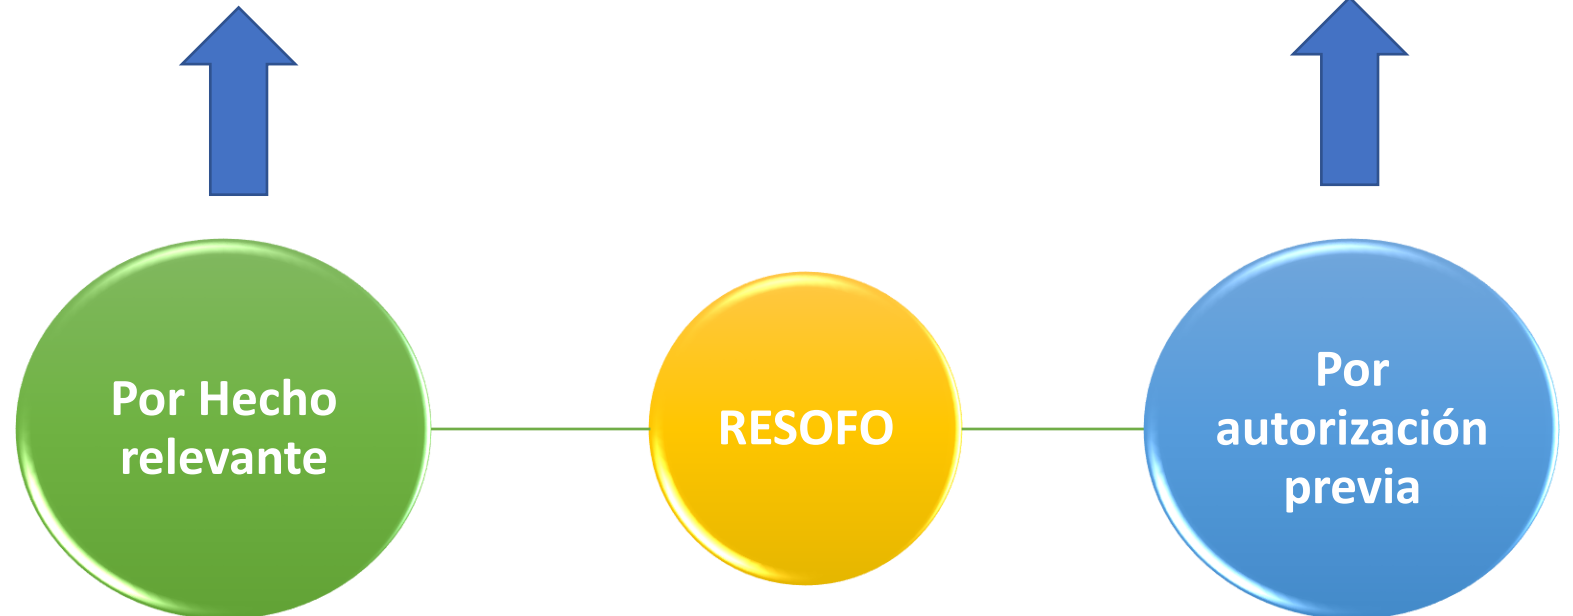 Por Hecho
relevante
RESOFO
Por
autorización
previa